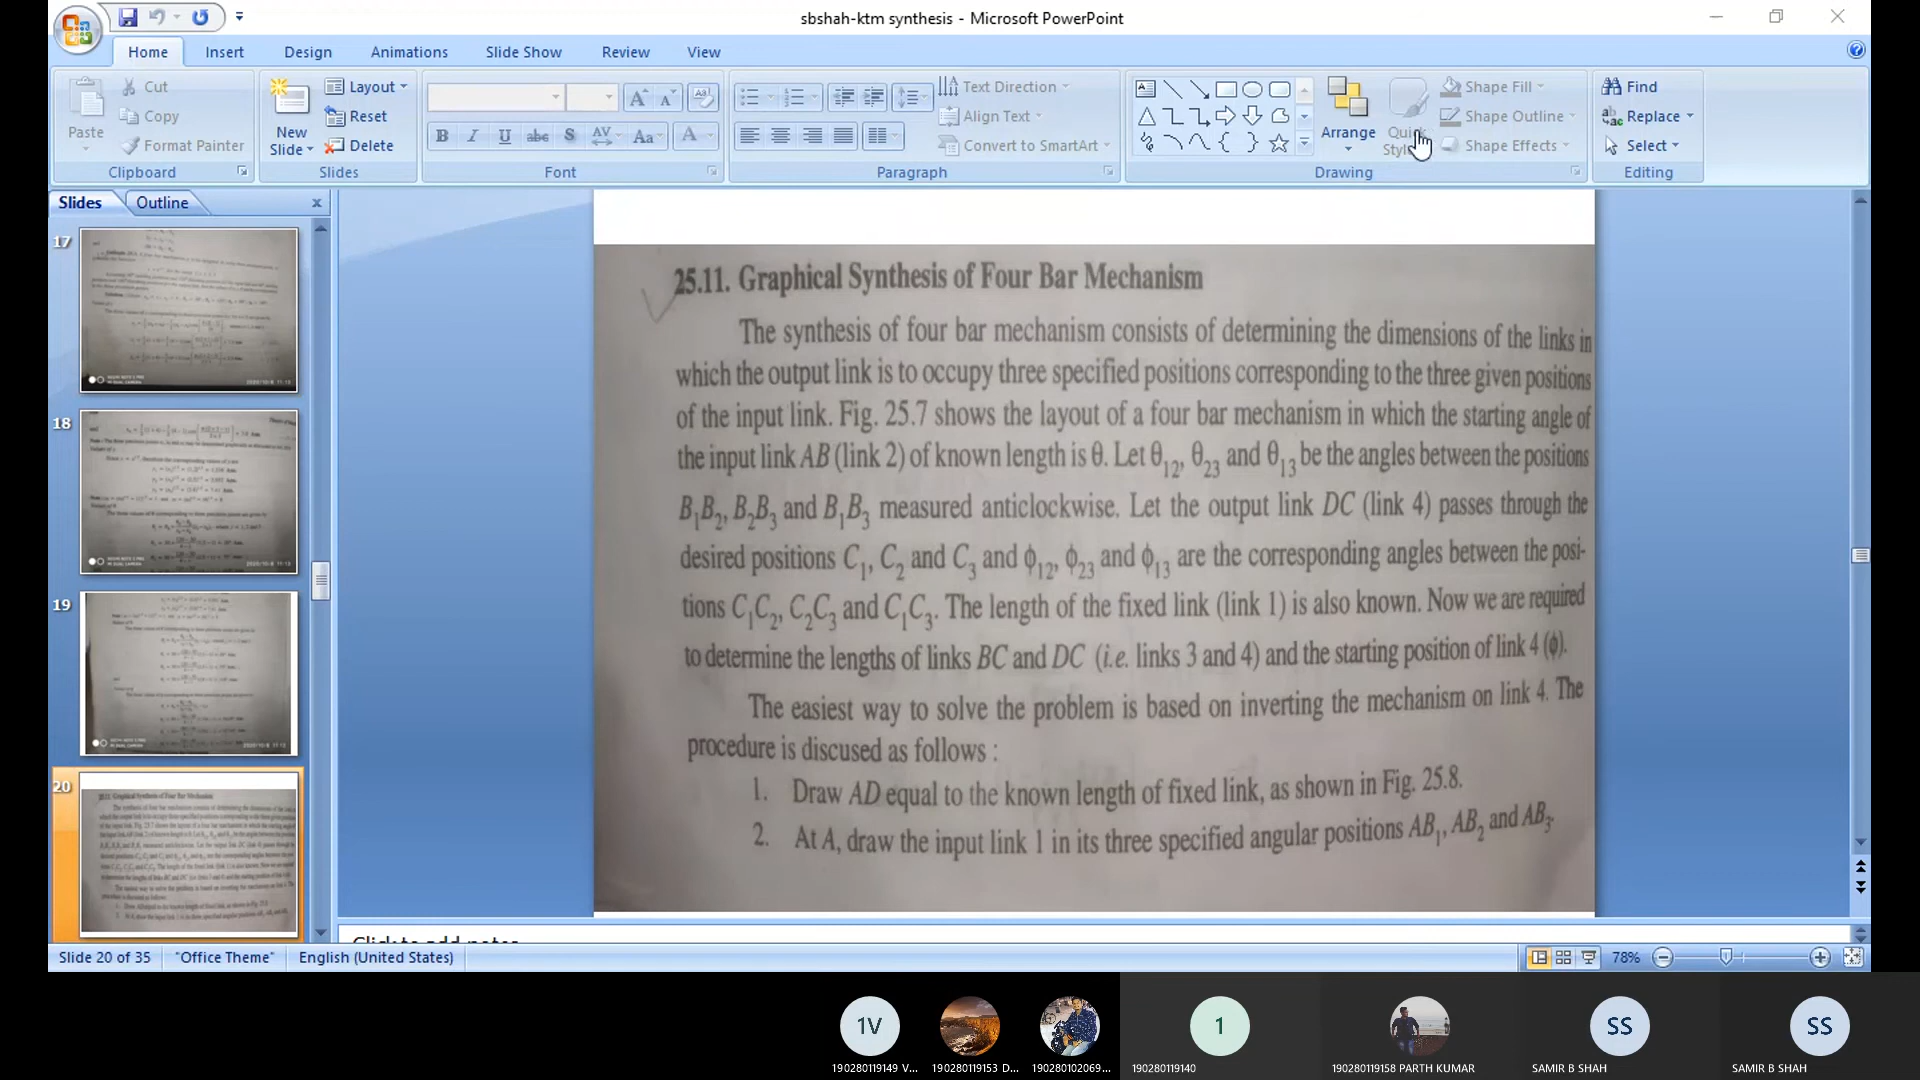 sbshah-ktm synthesis - Microsoft PowerPoint
Home Insert Design Animations Slide Show Review View
Paste
Cut
Copy
Format Painter
Clipboard
New
Slide
Layout
Reset
Delete
Slides
Font
Text Direction
Align Text
Convert to SmartArt
Paragraph
Arrange
Quick
Shape Fill
Shape Outline
Shape Effects
Drawing
Find
Replace
Select
Editing
Slides Outline
17
18
19
20
25.11. Graphical Synthesis of Four Bar Mechanism
The synthesis of four bar mechanism consists of determining the dimensions of the links in
which the output link is to occupy three specified positions corresponding to the three given positions
of the input link. Fig. 25.7 shows the layout of a four bar mechanism in which the starting angle of
the input link AB (link 2) of known length is θ. Let θ₁₂, θ₂₃ and θ₁₃ be the angles between the positions
B₁B₂, B₂B₃ and B₁B₃ measured anticlockwise. Let the output link DC (link 4) passes through the
desired positions C₁, C₂ and C₃ and ϕ₁₂, ϕ₂₃ and ϕ₁₃ are the corresponding angles between the posi-
tions C₁C₂, C₂C₃ and C₁C₃. The length of the fixed link (link 1) is also known. Now we are required
to determine the lengths of links BC and DC (i.e. links 3 and 4) and the starting position of link 4 (ϕ).
The easiest way to solve the problem is based on inverting the mechanism on link 4. The
procedure is discused as follows :
1. Draw AD equal to the known length of fixed link, as shown in Fig. 25.8.
2. At A, draw the input link 1 in its three specified angular positions AB₁, AB₂ and AB₃.
Click to add notes
Slide 20 of 35 "Office Theme" English (United States) 78%
1V 1 SS SS
190280119149 V... 190280119153 D... 190280102069... 190280119140 190280119158 PARTH KUMAR SAMIR B SHAH SAMIR B SHAH